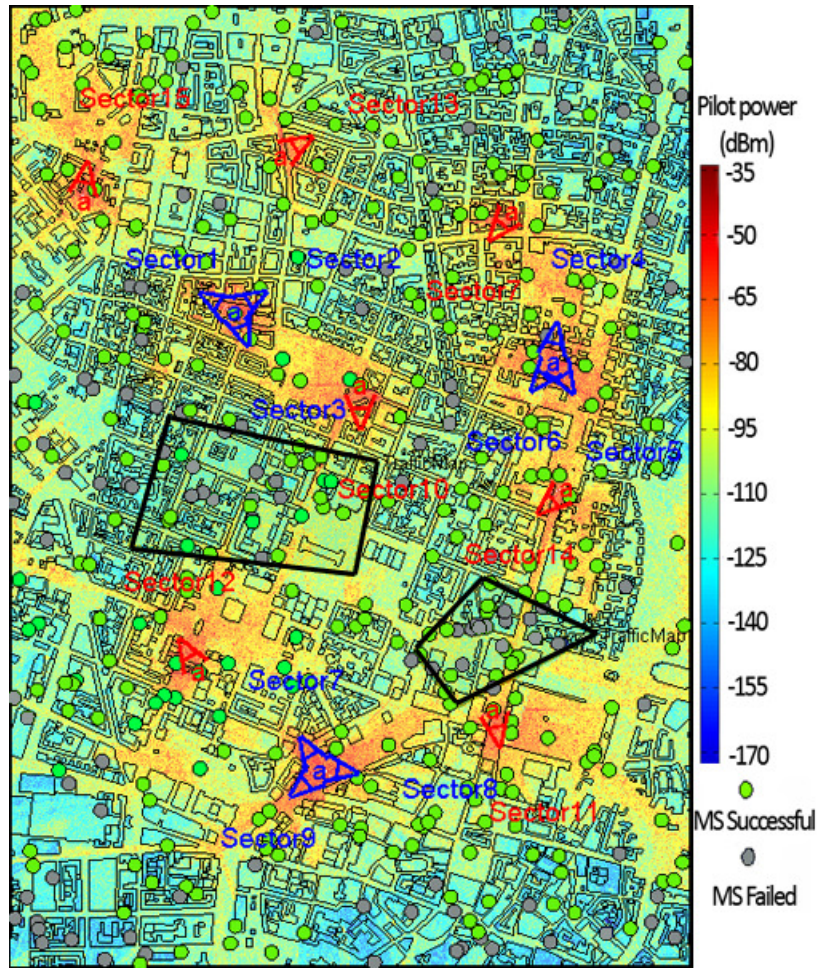 Sector15
Sector13
Pilot power
(dBm)
-35
a
a
-50
Sector1
Sector2
Sector4
Sector7
-65
a
a
-80
a
Sector3
Sector6
Sector5
-95
TrafficMap
Sector10
a
-110
Sector14
Sector12
-125
TrafficMap
-140
a
Sector7
-155
a
a
-170
Sector8
Sector11
MS Successful
Sector9
MS Failed